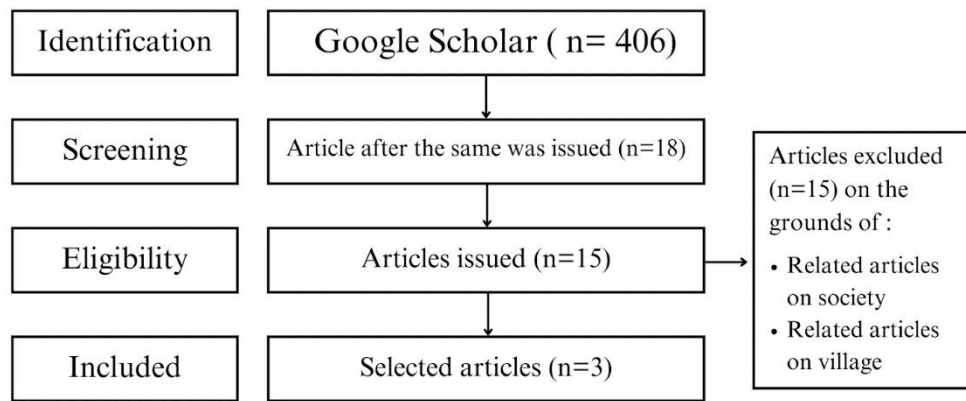 Identification
Google Scholar ( n= 406)
Screening
Article after the same was issued (n=18)
Eligibility
Articles issued (n=15)
Articles excluded
(n=15) on the
grounds of :
• Related articles
on society
• Related articles
on village
Included
Selected articles (n=3)